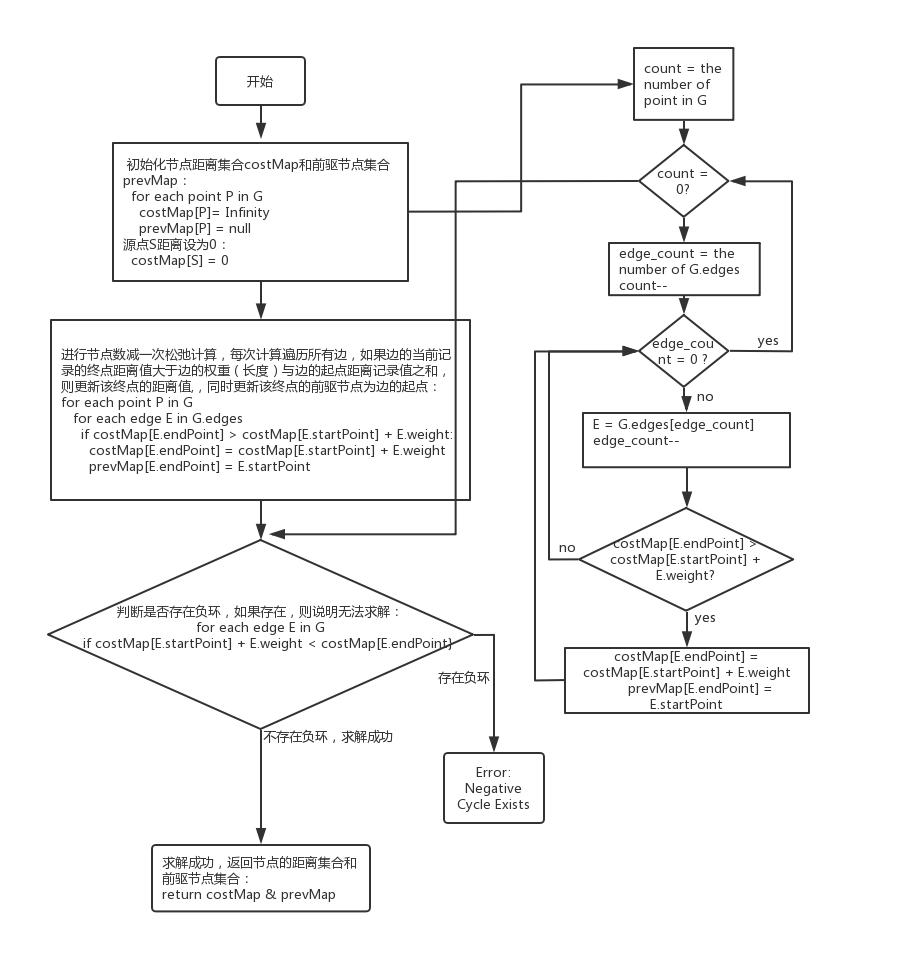 开始
初始化节点距离集合costMap和前驱节点集合
prevMap：
for each point P in G
costMap[P]= Infinity
prevMap[P] = null
源点S距离设为0：
costMap[S] = 0
进行节点数减一次松弛计算，每次计算遍历所有边，如果边的当前记
录的终点距离值大于边的权重（长度）与边的起点距离记录值之和，
则更新该终点的距离值,，同时更新该终点的前驱节点为边的起点：
for each point P in G
for each edge E in G.edges
if costMap[E.endPoint] > costMap[E.startPoint] + E.weight:
costMap[E.endPoint] = costMap[E.startPoint] + E.weight
prevMap[E.endPoint] = E.startPoint
判断是否存在负环，如果存在，则说明无法求解：
for each edge E in G
if costMap[E.startPoint] + E.weight < costMap[E.endPoint}
存在负环
不存在负环，求解成功
Error:
Negative
Cycle Exists
求解成功，返回节点的距离集合和
前驱节点集合：
return costMap & prevMap
count = the
number of
point in G
count =
0?
edge_count = the
number of G.edges
count--
edge_cou
nt = 0 ?
yes
no
E = G.edges[edge_count]
edge_count--
costMap[E.endPoint] >
costMap[E.startPoint] +
E.weight?
no
yes
costMap[E.endPoint] =
costMap[E.startPoint] + E.weight
prevMap[E.endPoint] =
E.startPoint